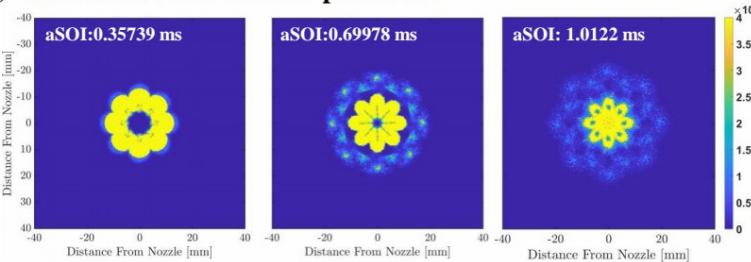 ×10
aSOI:0.35739 ms
aSOI:0.69978 ms
aSOI: 1.0122 ms
Distance From Nozzle [mm]
-40
-30
-20
-10
0
10
20
30
40
-40 -20 0 20 40
-40 -20 0 20 40
-40 -20 0 20 40
4
3.5
3
2.5
2
1.5
1
0.5
0
Distance From Nozzle [mm]
Distance From Nozzle [mm]
Distance From Nozzle [mm]